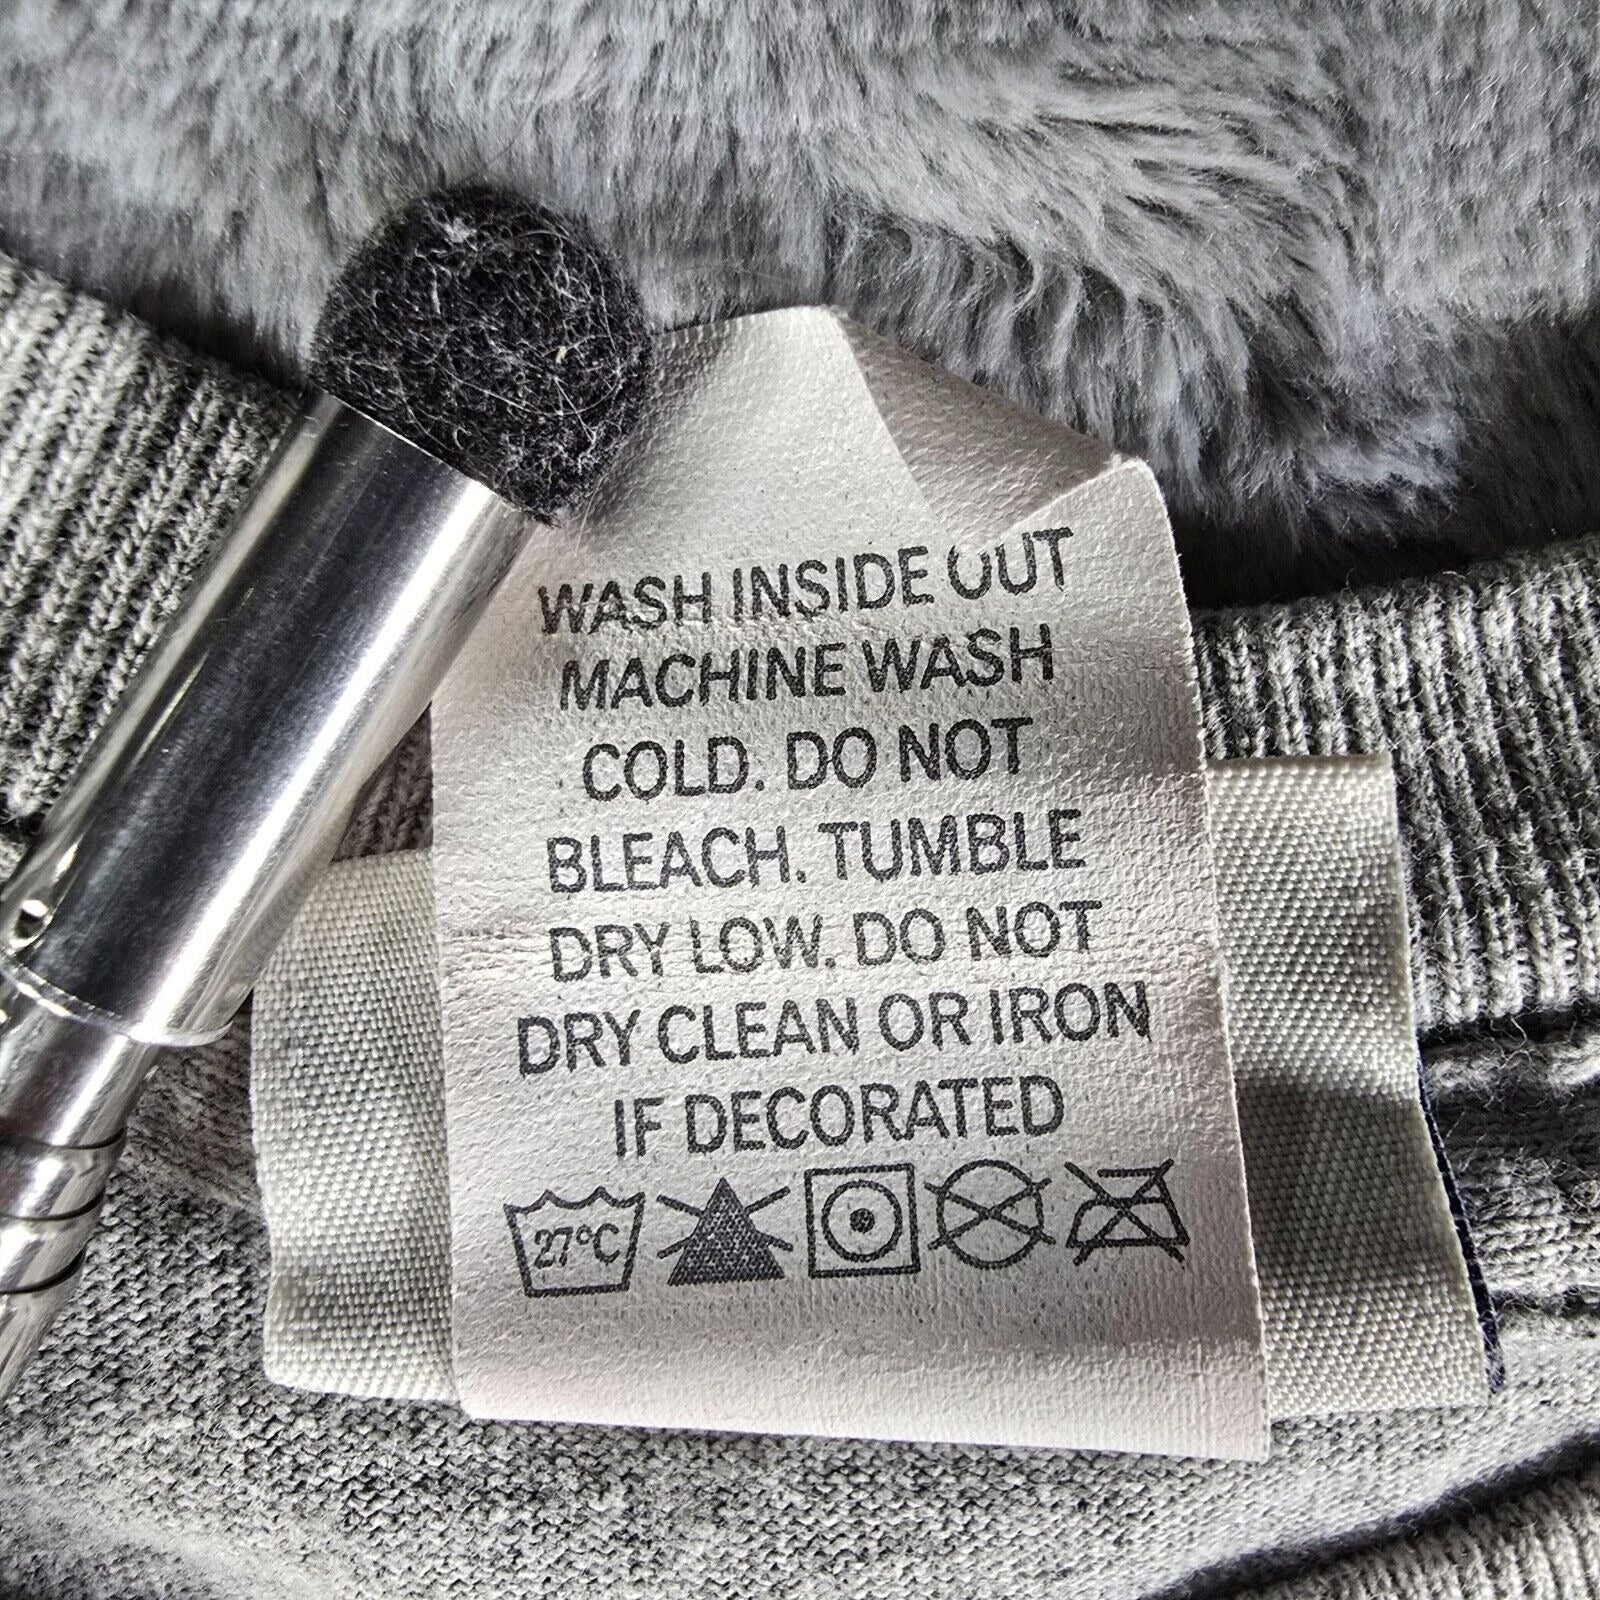 WASH INSIDE OUT
MACHINE WASH
COLD. DO NOT
BLEACH. TUMBLE
DRY LOW. DO NOT
DRY CLEAN OR IRON
IF DECORATED
27°C